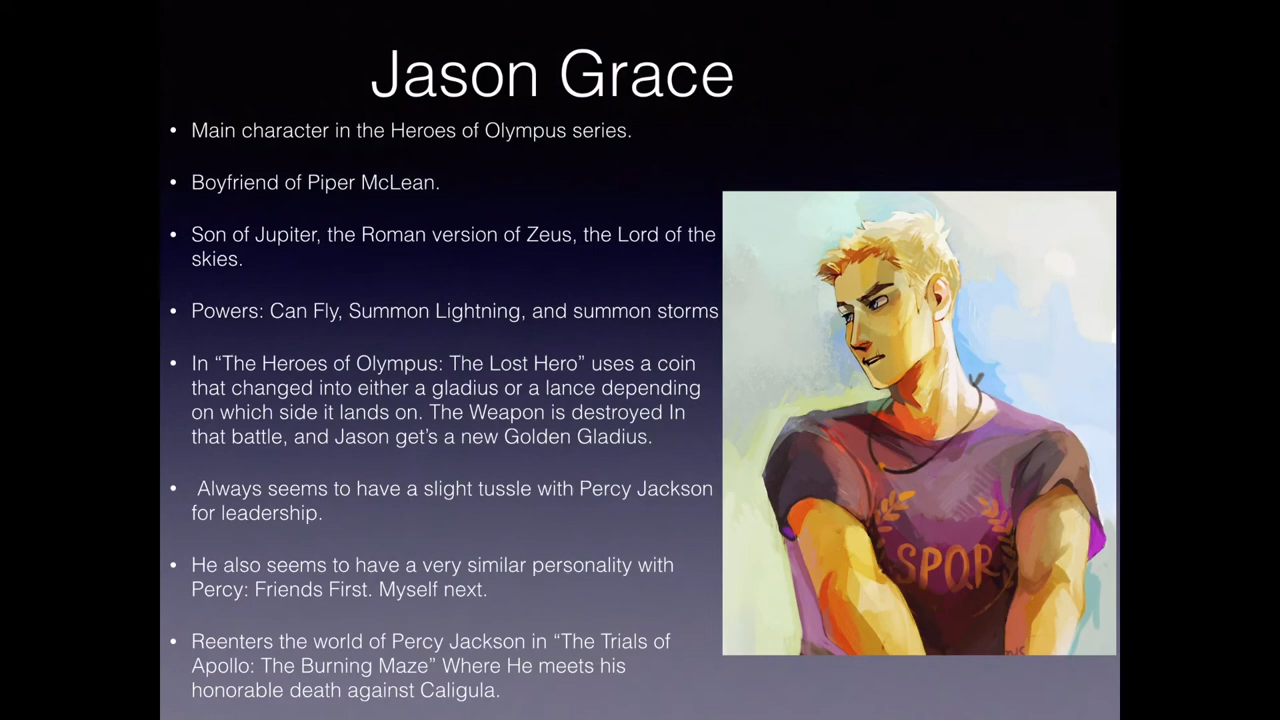 Jason Grace
• Main character in the Heroes of Olympus series.
• Boyfriend of Piper McLean.
• Son of Jupiter, the Roman version of Zeus, the Lord of the
skies.
• Powers: Can Fly, Summon Lightning, and summon storms
• In “The Heroes of Olympus: The Lost Hero” uses a coin
that changed into either a gladius or a lance depending
on which side it lands on. The Weapon is destroyed In
that battle, and Jason get’s a new Golden Gladius.
• Always seems to have a slight tussle with Percy Jackson
for leadership.
• He also seems to have a very similar personality with
Percy: Friends First. Myself next.
• Reenters the world of Percy Jackson in “The Trials of
Apollo: The Burning Maze” Where He meets his
honorable death against Caligula.
SPQR